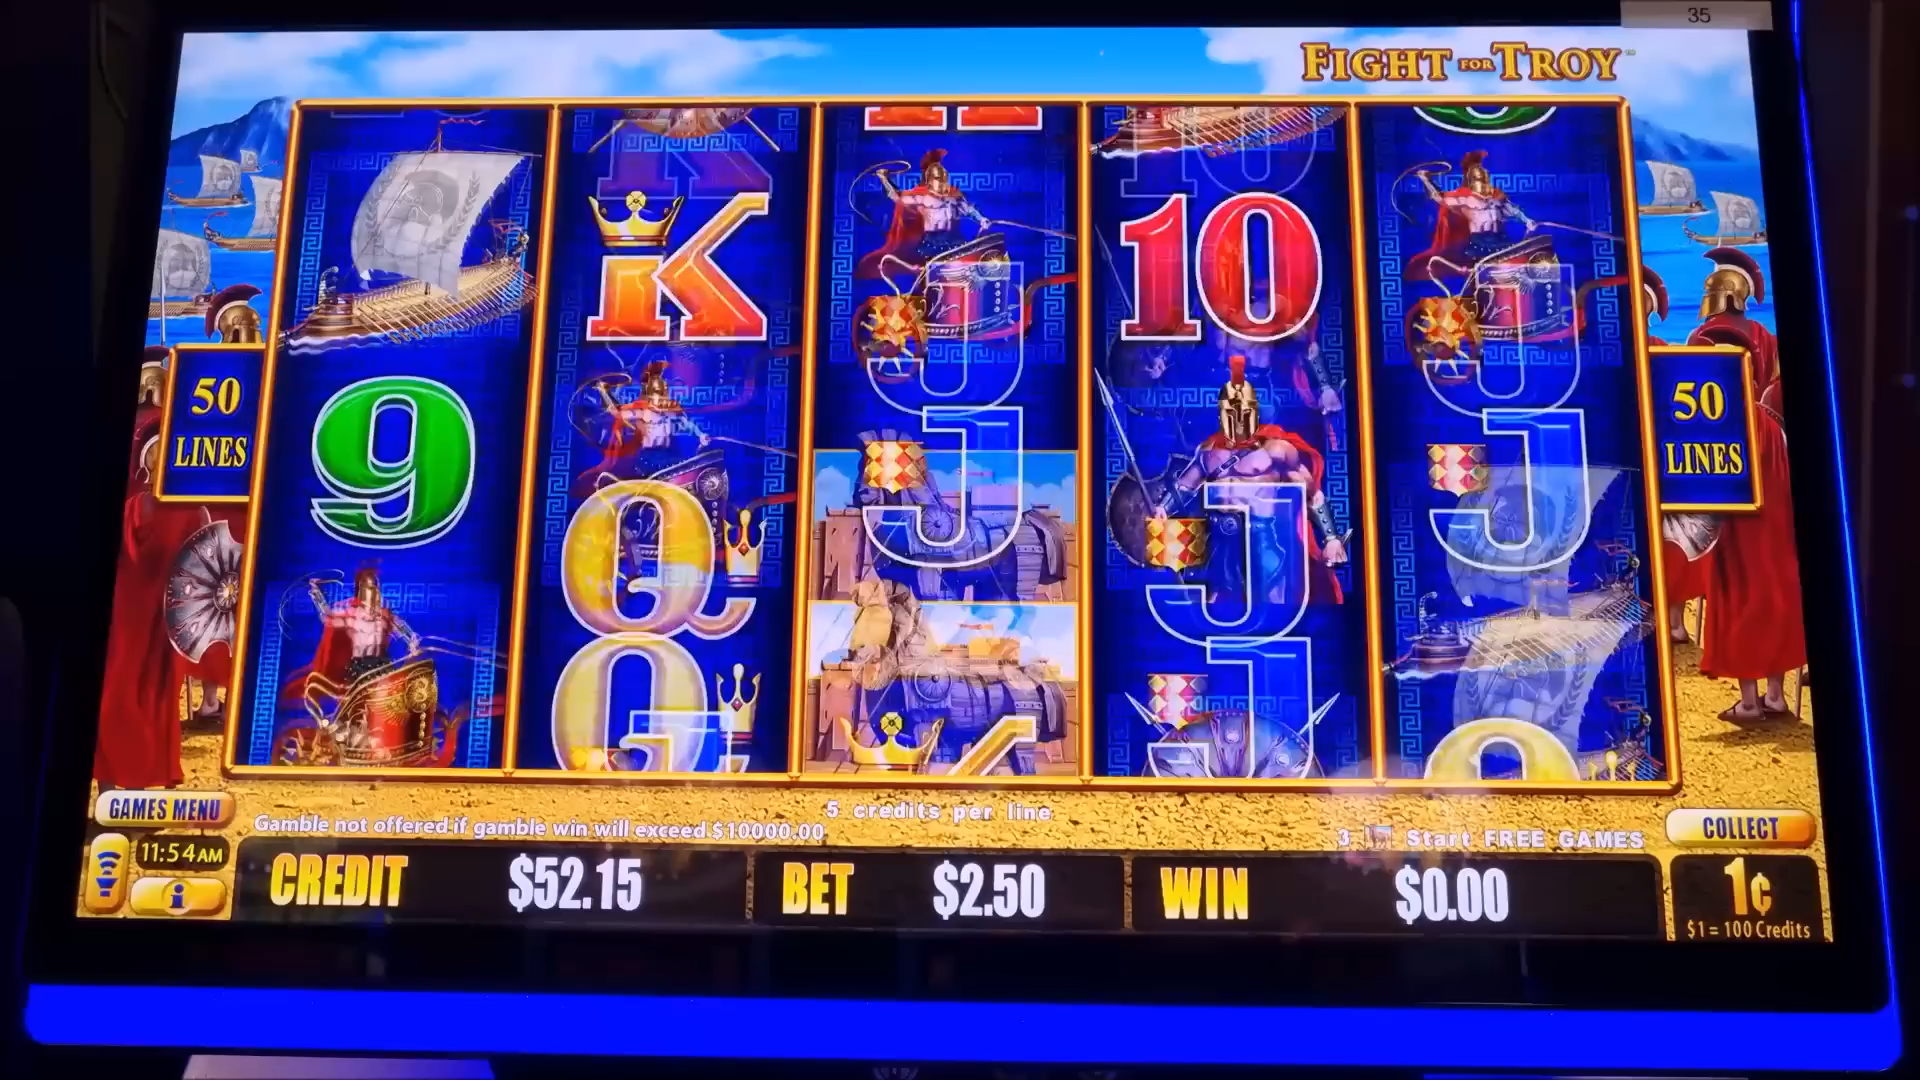 35
FIGHT FOR TROY™
K
10
50
LINES
9
J
J
50
LINES
Q
J
Q
J
GAMES MENU
5 credits per line
Gamble not offered if gamble win will exceed $10000.00
3 Start FREE GAMES
COLLECT
11:54AM
CREDIT $52.15 BET $2.50 WIN $0.00
1¢
$1 = 100 Credits